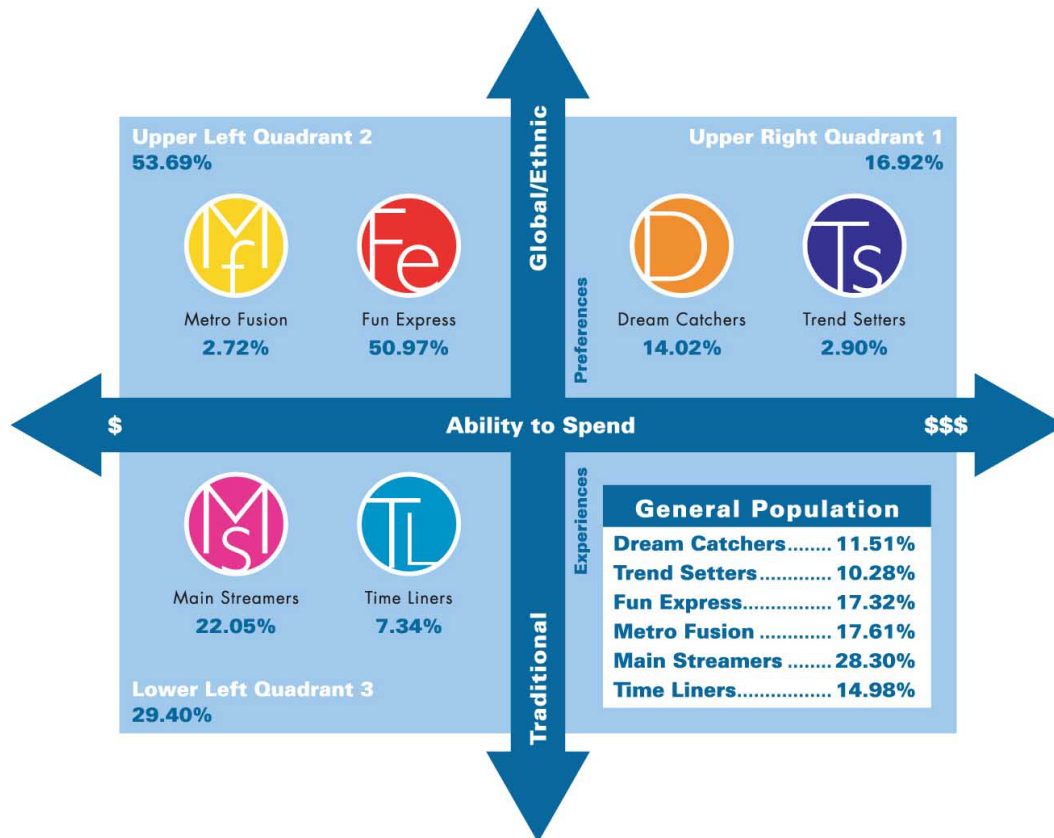 Global/Ethnic
Upper Left Quadrant 2
53.69%
Mf
Metro Fusion
2.72%
Fe
Fun Express
50.97%
Upper Right Quadrant 1
16.92%
D
Dream Catchers
14.02%
Ts
Trend Setters
2.90%
Preferences
$
Ability to Spend
$$$
Experiences
Ms
Main Streamers
22.05%
TL
Time Liners
7.34%
Lower Left Quadrant 3
29.40%
Traditional
General Population
Dream Catchers........ 11.51%
Trend Setters............. 10.28%
Fun Express................ 17.32%
Metro Fusion ............. 17.61%
Main Streamers ........ 28.30%
Time Liners................. 14.98%